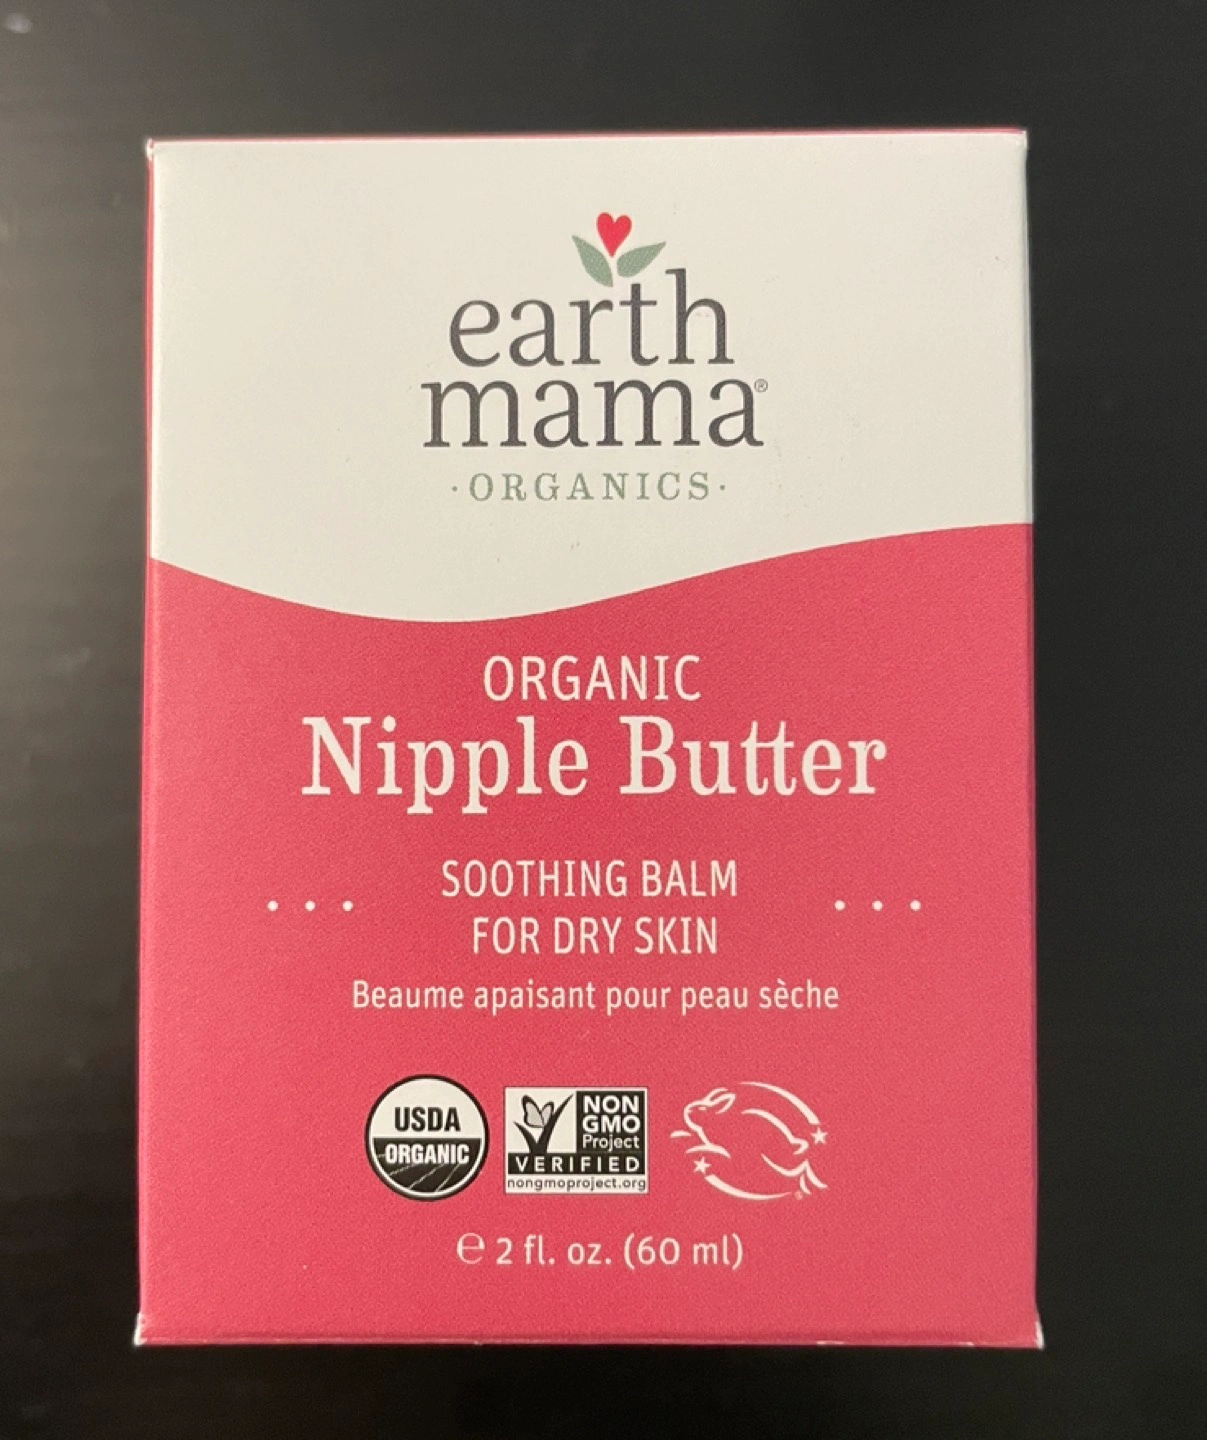 earth
mama®
·ORGANICS·
ORGANIC
Nipple Butter
SOOTHING BALM
FOR DRY SKIN
Beaume apaisant pour peau sèche
USDA
ORGANIC
NON
GMO
Project
VERIFIED
nongmoproject.org
℮ 2 fl. oz. (60 ml)